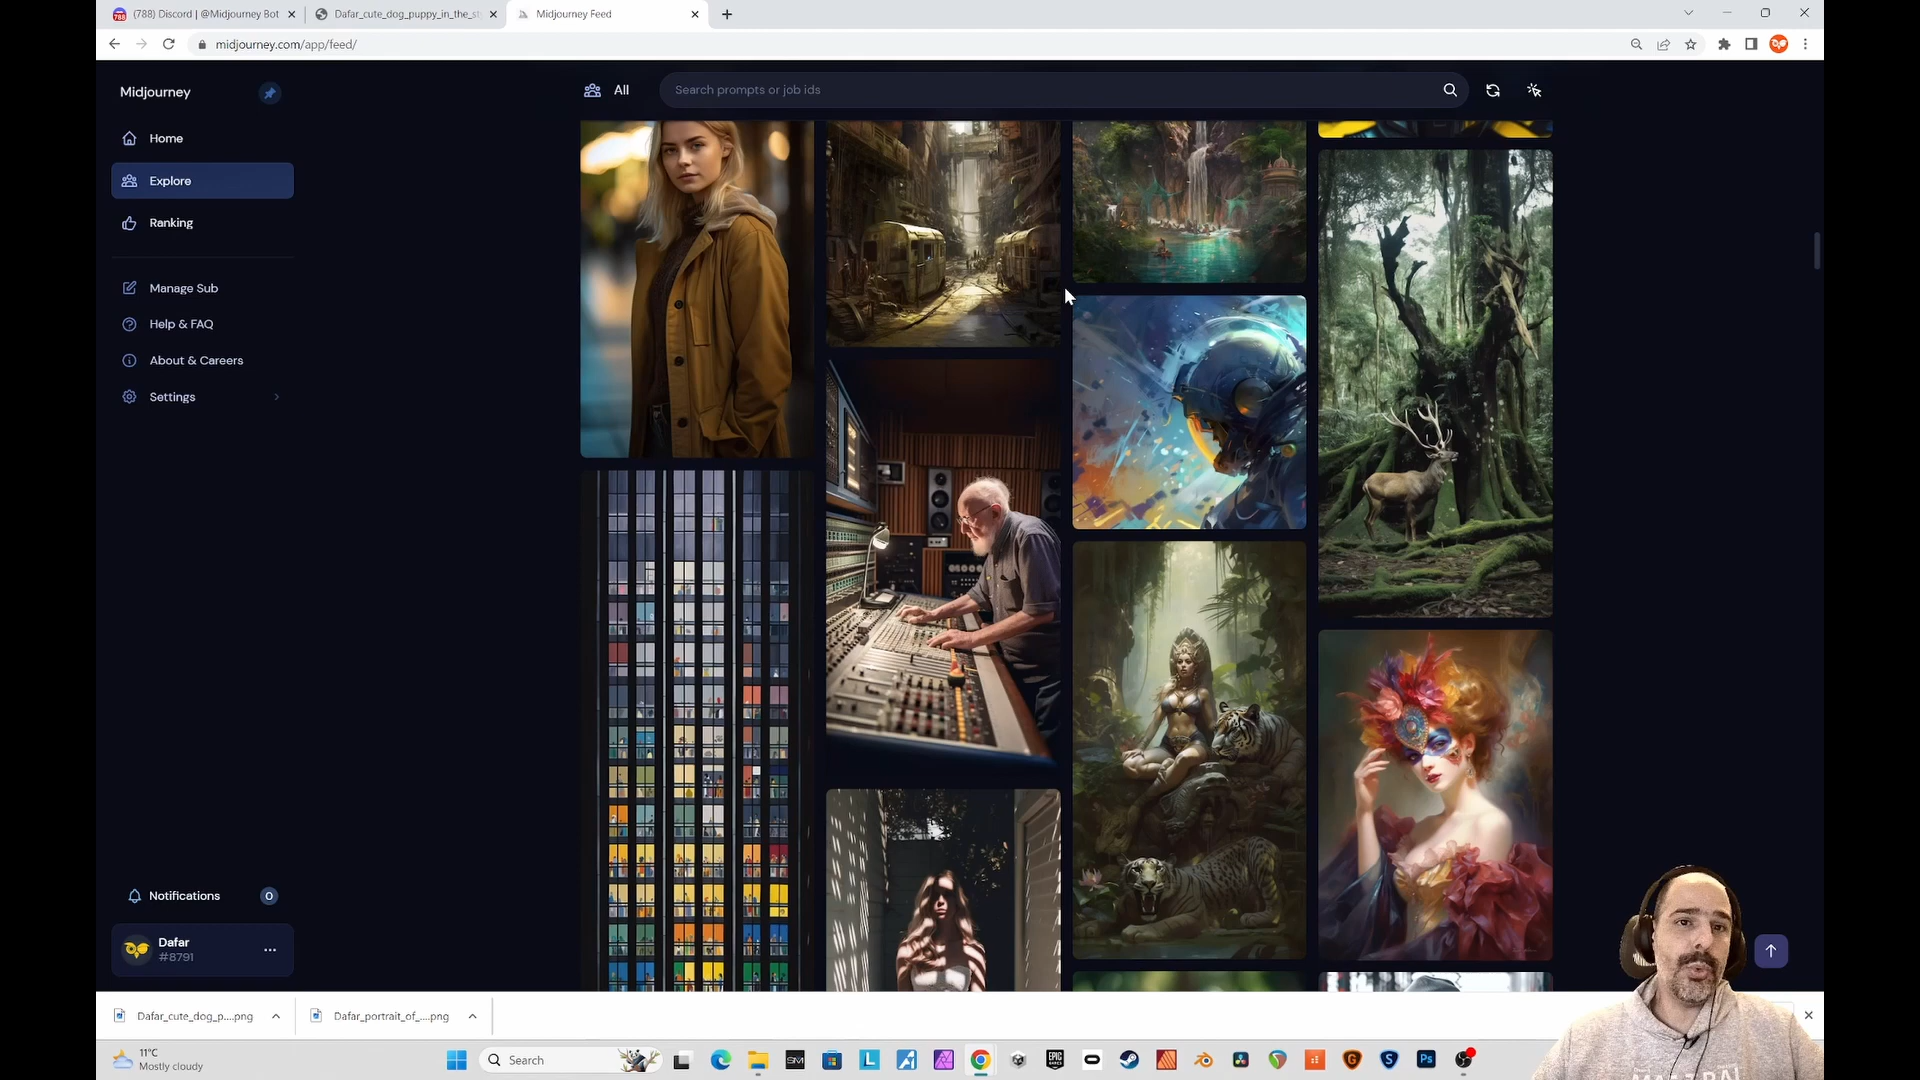 (788) Discord | @Midjourney Bot
Dafar_cute_dog_puppy_in_the_st
Midjourney Feed
midjourney.com/app/feed/
Midjourney
All
Search prompts or job ids
Home
Explore
Ranking
Manage Sub
Help & FAQ
About & Careers
Settings
Notifications
0
Dafar
#8791
...
Dafar_cute_dog_p....png
Dafar_portrait_of_....png
11°C
Mostly cloudy
Search